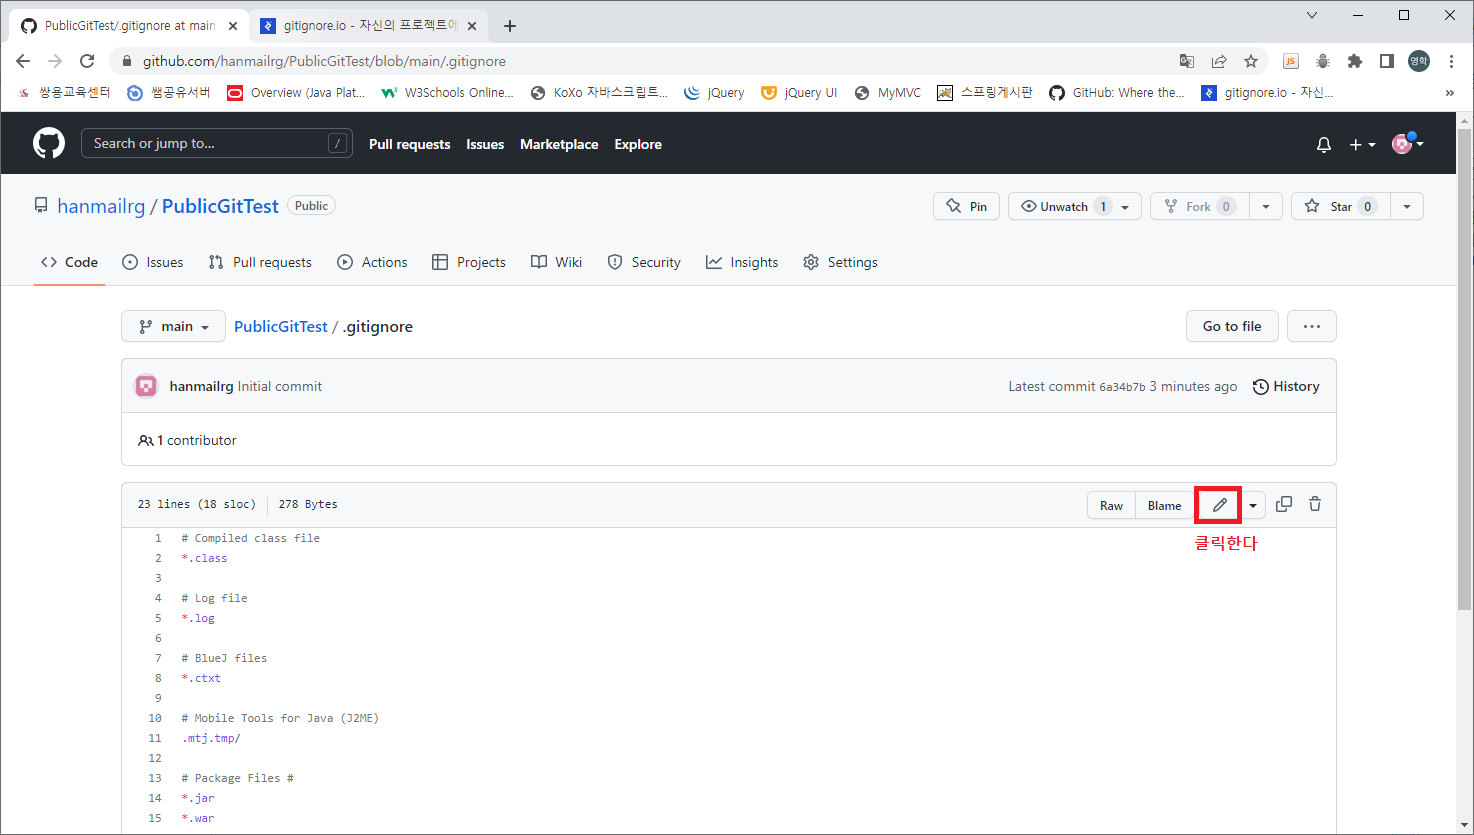 PublicGitTest/.gitignore at main
gitignore.io - 자신의 프로젝트에
github.com/hanmailrg/PublicGitTest/blob/main/.gitignore
JS
영학
쌍용교육센터
쌤공유서버
Overview (Java Plat...
W3Schools Online...
KoXo 자바스크립트...
jQuery
jQuery UI
MyMVC
스프링게시판
GitHub: Where the...
gitignore.io - 자신...
»
Search or jump to...
/
Pull requests
Issues
Marketplace
Explore
hanmailrg / PublicGitTest
Public
Pin
Unwatch 1
Fork 0
Star 0
Code
Issues
Pull requests
Actions
Projects
Wiki
Security
Insights
Settings
main
PublicGitTest / .gitignore
Go to file
...
hanmailrg Initial commit
Latest commit 6a34b7b 3 minutes ago
History
1 contributor
23 lines (18 sloc)
278 Bytes
Raw
Blame
클릭한다
1 # Compiled class file
2 *.class
3
4 # Log file
5 *.log
6
7 # BlueJ files
8 *.ctxt
9
10 # Mobile Tools for Java (J2ME)
11 .mtj.tmp/
12
13 # Package Files #
14 *.jar
15 *.war